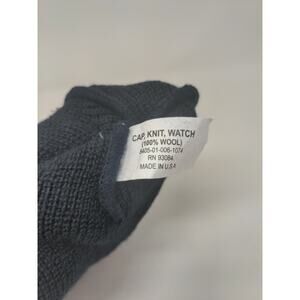 CAP, KNIT, WATCH
(100% WOOL)
8405-01-006-1074
RN 93084
MADE IN U.S.A